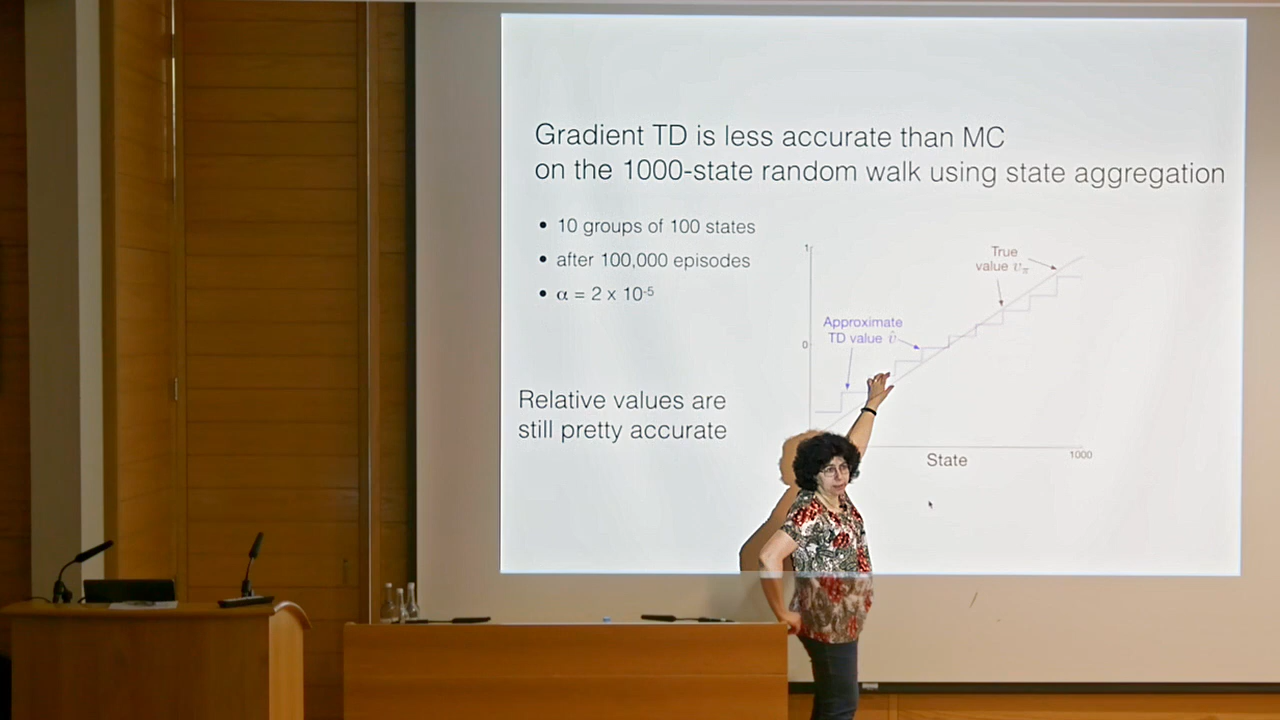 Gradient TD is less accurate than MC
on the 1000-state random walk using state aggregation
• 10 groups of 100 states
• after 100,000 episodes
• α = 2 x 10⁻⁵
Relative values are
still pretty accurate
1
True
value vπ
Approximate
TD value v̂
0
State
1000